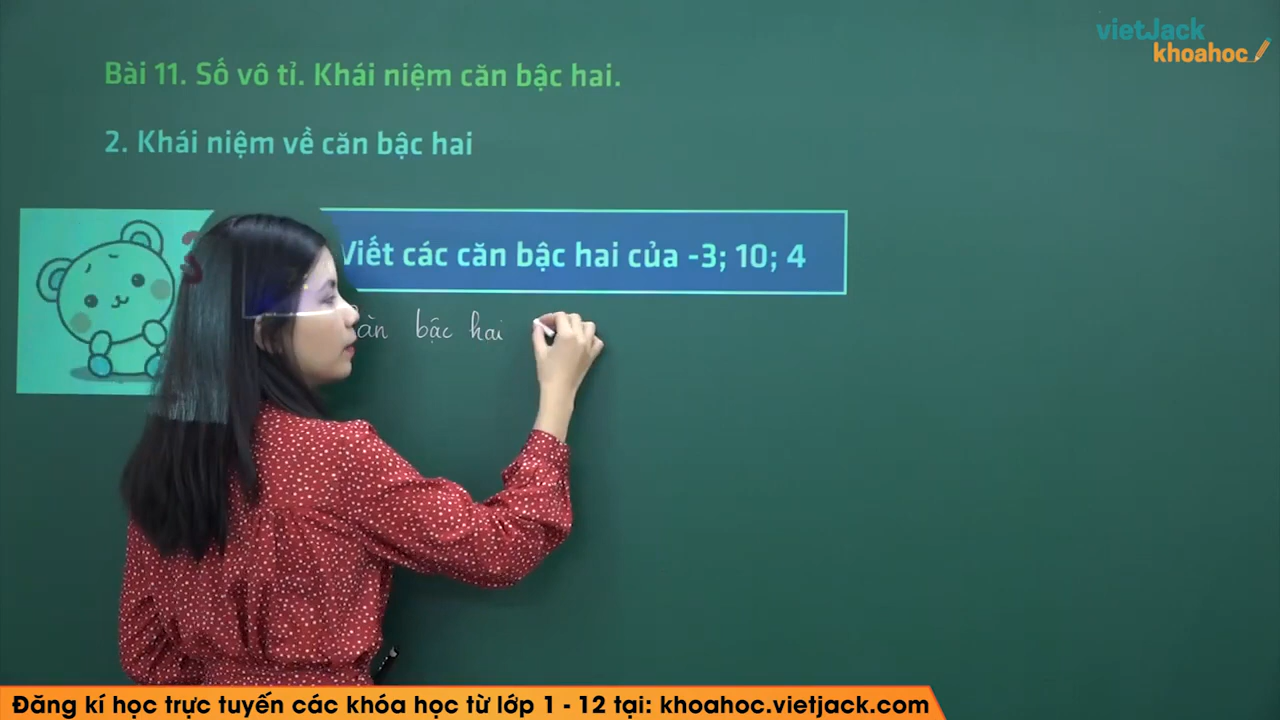 vietJack
khoahoc
Bài 11. Số vô tỉ. Khái niệm căn bậc hai.
2. Khái niệm về căn bậc hai
Viết các căn bậc hai của -3; 10; 4
bậc hai
Đăng kí học trực tuyến các khóa học từ lớp 1 - 12 tại: khoahoc.vietjack.com